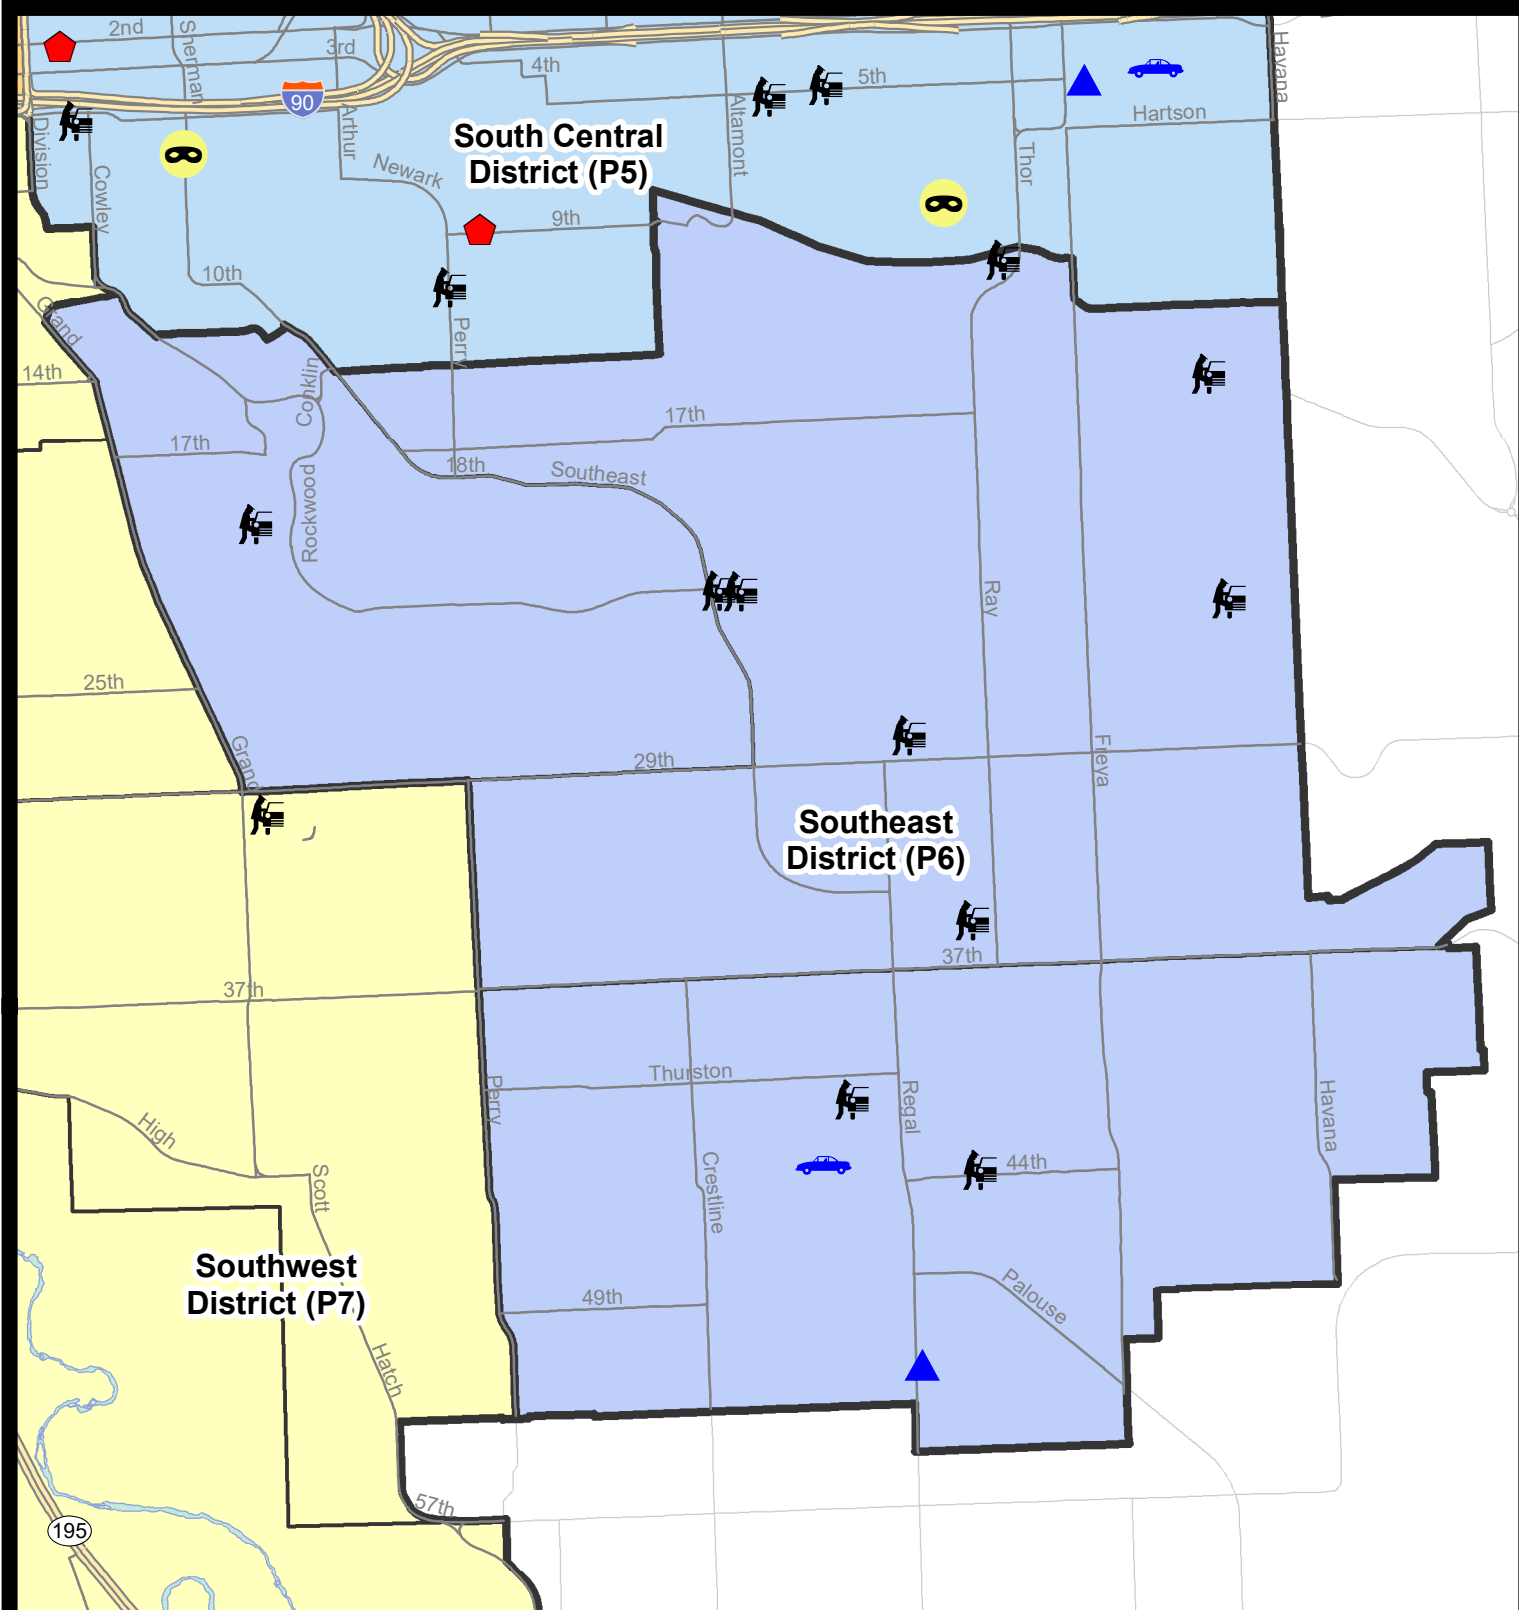 2nd
Sherman
3rd
4th
5th
Havana
90
Arthur
Altamont
Hartson
Division
South Central
District (P5)
Newark
Thor
Cowley
9th
10th
Grand
Perry
14th
Conklin
17th
17th
18th
Southeast
Rockwood
Ray
25th
Grand
29th
Freya
Southeast
District (P6)
37th
37th
Thurston
Perry
Regal
Havana
High
Scott
Crestline
44th
Southwest
District (P7)
49th
Palouse
Hatch
57th
195